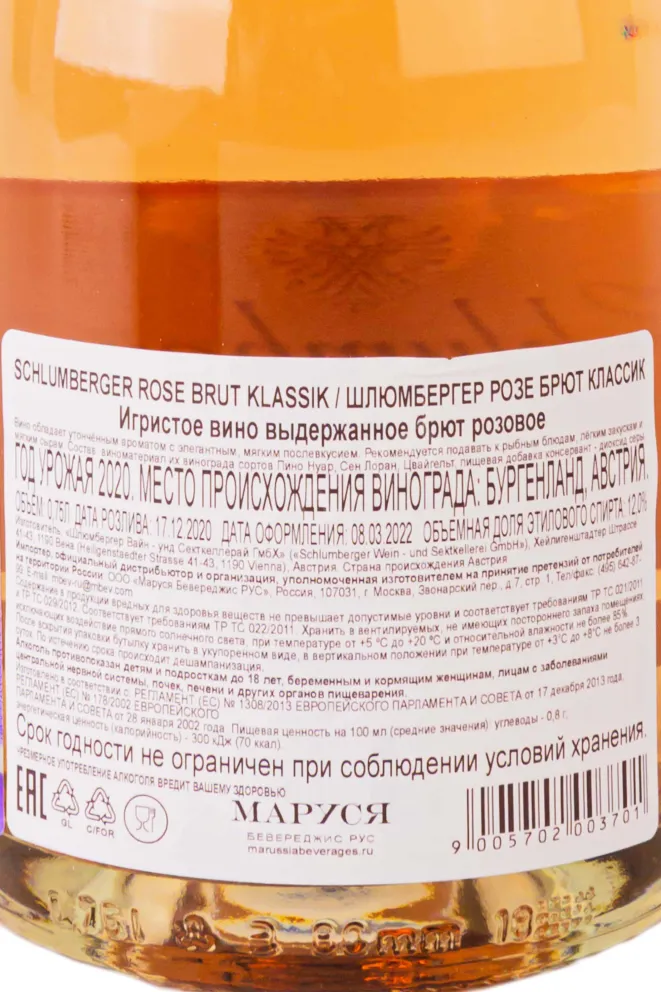 SCHLUMBERGER ROSE BRUT KLASSIK / ШЛЮМБЕРГЕР РОЗЕ БРЮТ КЛАССИК
Игристое вино выдержанное брют розовое
Вино обладает утончённым ароматом с элегантным, мягким послевкусием. Рекомендуется подавать к рыбным блюдам, лёгким закускам и
мягким сырам. Состав: виноматериал их винограда сортов Пино Нуар, Сен Лоран, Цвайгельт, пищевая добавка консервант - диоксид серы
ГОД УРОЖАЯ 2020. МЕСТО ПРОИСХОЖДЕНИЯ ВИНОГРАДА: БУРГЕНЛАНД, АВСТРИЯ.
ОБЪЕМ: 0.75Л ДАТА РОЗЛИВА: 17.12.2020 ДАТА ОФОРМЛЕНИЯ: 08.03.2022 ОБЪЕМНАЯ ДОЛЯ ЭТИЛОВОГО СПИРТА: 12,0%
Изготовитель: «Шлюмбергер Вайн - унд Сектkеллерай ГмбХ» («Schlumberger Wein - und Sektkellerei GmbH»), Хейлигенштадтер Штрассе
41-43, 1190 Вена (Heiligenstadter Strasse 41-43, 1190 Vienna), Австрия. Страна происхождения Австрия
Импортер, официальный дистрибьютор и организация, уполномоченная изготовителем на принятие претензий от потребителей
на территории России: ООО «Маруся Бевереджис РУС», Россия, 107031, г Москва, Звонарский пер., д.7, стр. 1, Тел/факс: (495) 642-87-
E-mail: mbev-ru@mbev.com
Содержание в продукции вредных для здоровья веществ не превышает допустимые уровни и соответствует требованиям ТР ТС 021/2011
и ТР ТС 029/2012. Соответствует требованиям ТР ТС 022/2011. Хранить в вентилируемых, не имеющих постороннего запаха помещениях
исключающих воздействие прямого солнечного света, при температуре от +5 °С до +20 °С и относительной влажности не более 85%
После вскрытия упаковки бутылку хранить в укупоренном виде, в вертикальном положении при температуре от +3°С до +8°С не более 3
суток. По истечению срока происходит дешампанизация.
Алкоголь противопоказан детям и подросткам до 18 лет, беременным и кормящим женщинам, лицам с заболеваниями
центральной нервной системы, почек, печени и других органов пищеварения.
Изготовлено в соответствии с: РЕГЛАМЕНТ (ЕС) № 1308/2013 ЕВРОПЕЙСКОГО ПАРЛАМЕНТА И СОВЕТА от 17 декабря 2013 года,
РЕГЛАМЕНТ (ЕС) № 178/2002 ЕВРОПЕЙСКОГО
ПАРЛАМЕНТА И СОВЕТА от 28 января 2002 года Пищевая ценность на 100 мл (средние значения): углеводы - 0,8 г,
энергетическая ценность (калорийность) - 300 кДж (70 ккал).
Срок годности не ограничен при соблюдении условий хранения.
ЧРЕЗМЕРНОЕ УПОТРЕБЛЕНИЕ АЛКОГОЛЯ ВРЕДИТ ВАШЕМУ ЗДОРОВЬЮ
EAC
GL
C/FOR
МАРУСЯ
БЕВЕРЕДЖИС РУС
marussiabeverages.ru
9 005702 003701
0.75L 3 80mm